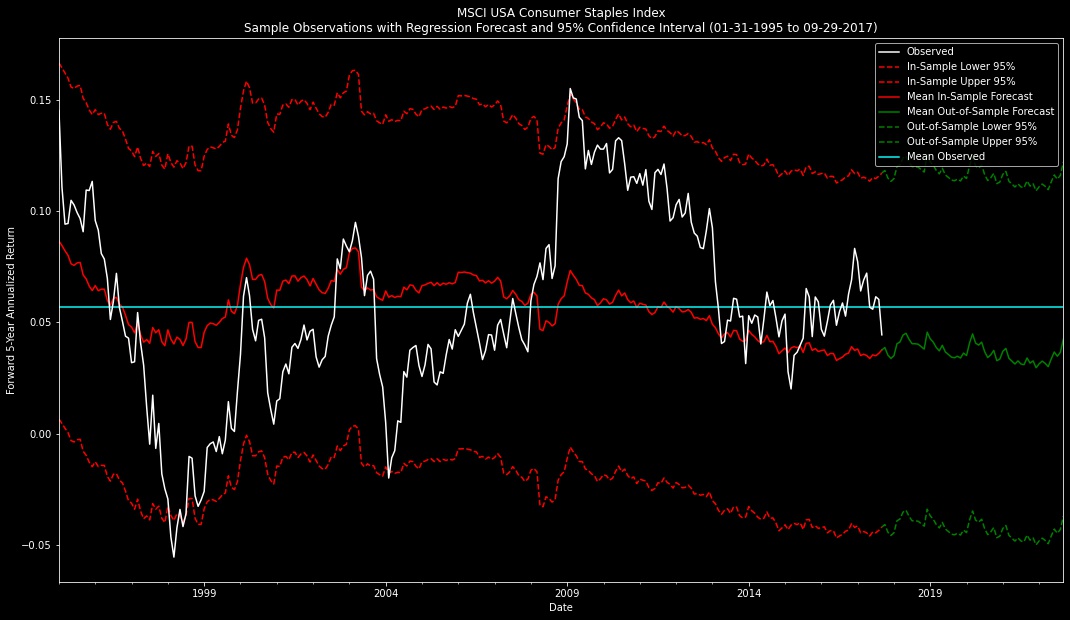 MSCI USA Consumer Staples Index
Sample Observations with Regression Forecast and 95% Confidence Interval (01-31-1995 to 09-29-2017)
Observed
In-Sample Lower 95%
In-Sample Upper 95%
Mean In-Sample Forecast
Mean Out-of-Sample Forecast
Out-of-Sample Lower 95%
Out-of-Sample Upper 95%
Mean Observed
Forward 5-Year Annualized Return
0.15
0.10
0.05
0.00
−0.05
1999
2004
2009
2014
2019
Date